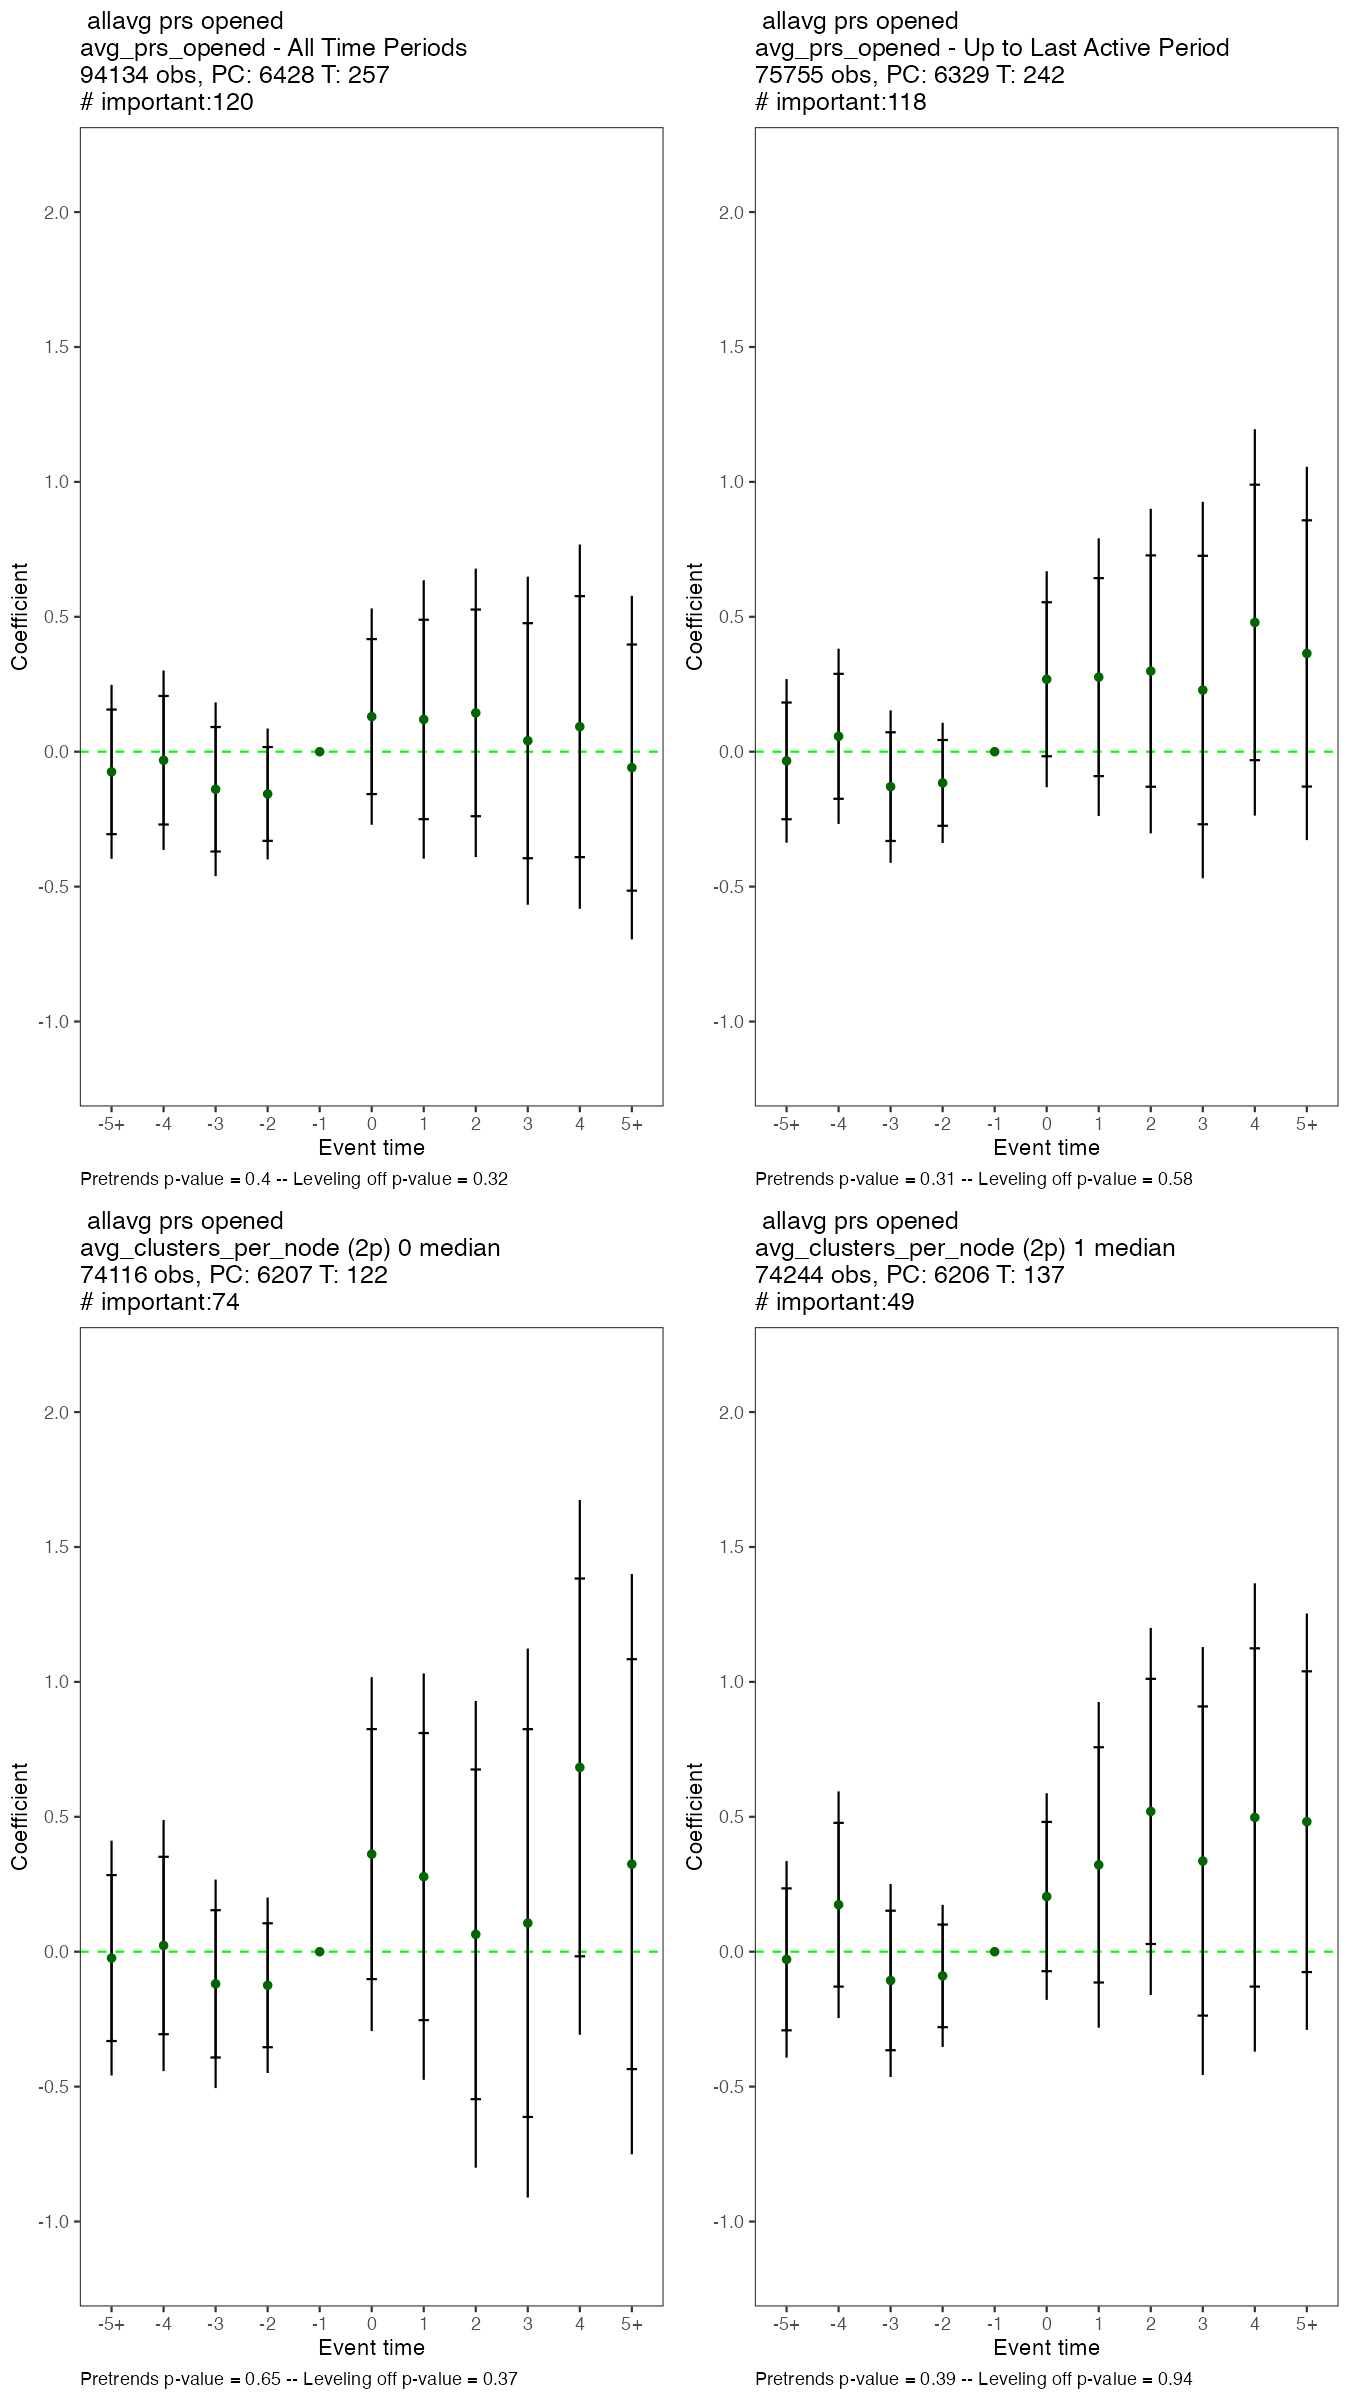 allavg prs opened
avg_prs_opened - All Time Periods
94134 obs, PC: 6428 T: 257
# important:120
2.0
1.5
1.0
0.5
0.0
-0.5
-1.0
Coefficient
-5+ -4 -3 -2 -1 0 1 2 3 4 5+
Event time
Pretrends p-value = 0.4 -- Leveling off p-value = 0.32
allavg prs opened
avg_prs_opened - Up to Last Active Period
75755 obs, PC: 6329 T: 242
# important:118
2.0
1.5
1.0
0.5
0.0
-0.5
-1.0
Coefficient
-5+ -4 -3 -2 -1 0 1 2 3 4 5+
Event time
Pretrends p-value = 0.31 -- Leveling off p-value = 0.58
allavg prs opened
avg_clusters_per_node (2p) 0 median
74116 obs, PC: 6207 T: 122
# important:74
2.0
1.5
1.0
0.5
0.0
-0.5
-1.0
Coefficient
-5+ -4 -3 -2 -1 0 1 2 3 4 5+
Event time
Pretrends p-value = 0.65 -- Leveling off p-value = 0.37
allavg prs opened
avg_clusters_per_node (2p) 1 median
74244 obs, PC: 6206 T: 137
# important:49
2.0
1.5
1.0
0.5
0.0
-0.5
-1.0
Coefficient
-5+ -4 -3 -2 -1 0 1 2 3 4 5+
Event time
Pretrends p-value = 0.39 -- Leveling off p-value = 0.94